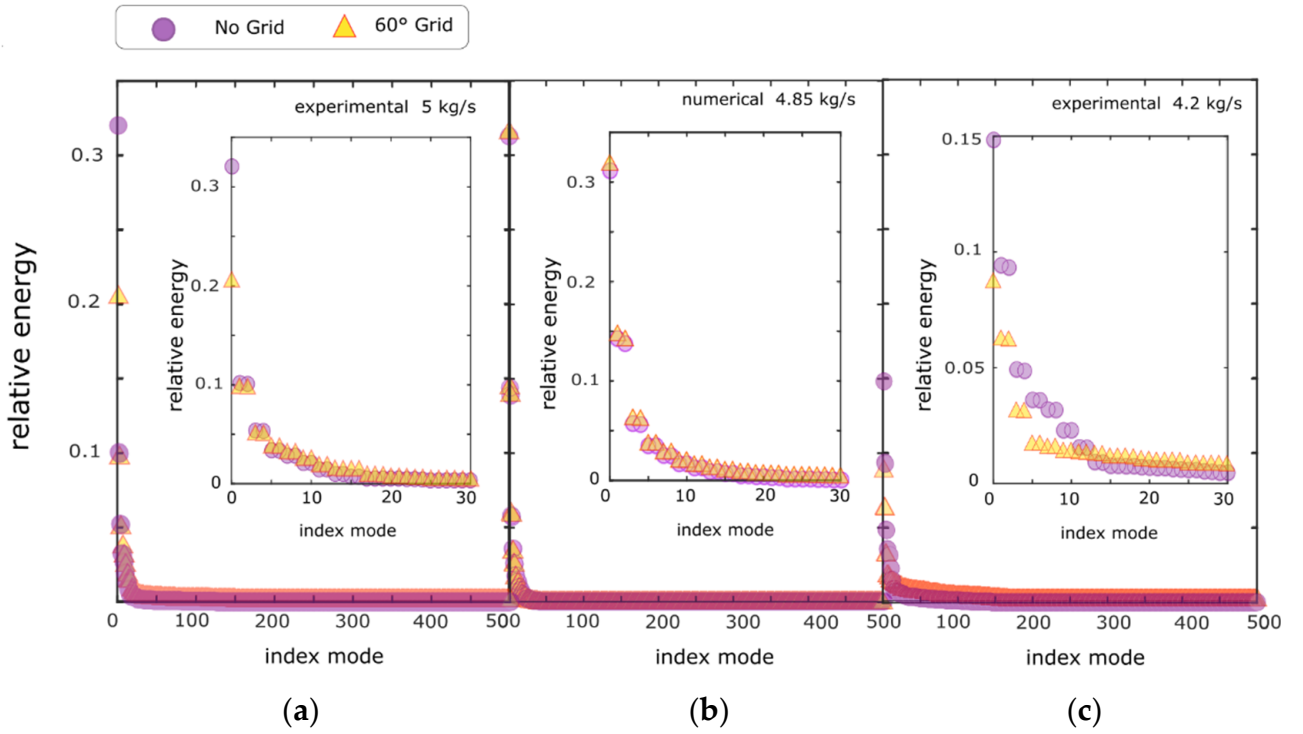 No Grid 60° Grid
experimental 5 kg/s
numerical 4.85 kg/s
experimental 4.2 kg/s
relative energy
0.3
0.2
0.1
relative energy
0.3
0.2
0.1
0
0 10 20 30
index mode
relative energy
0.3
0.2
0.1
0
0 10 20 30
index mode
relative energy
0.15
0.1
0.05
0
0 10 20 30
index mode
0 100 200 300 400 500
100 200 300 400 500
100 200 300 400 500
index mode
index mode
index mode
(a)
(b)
(c)